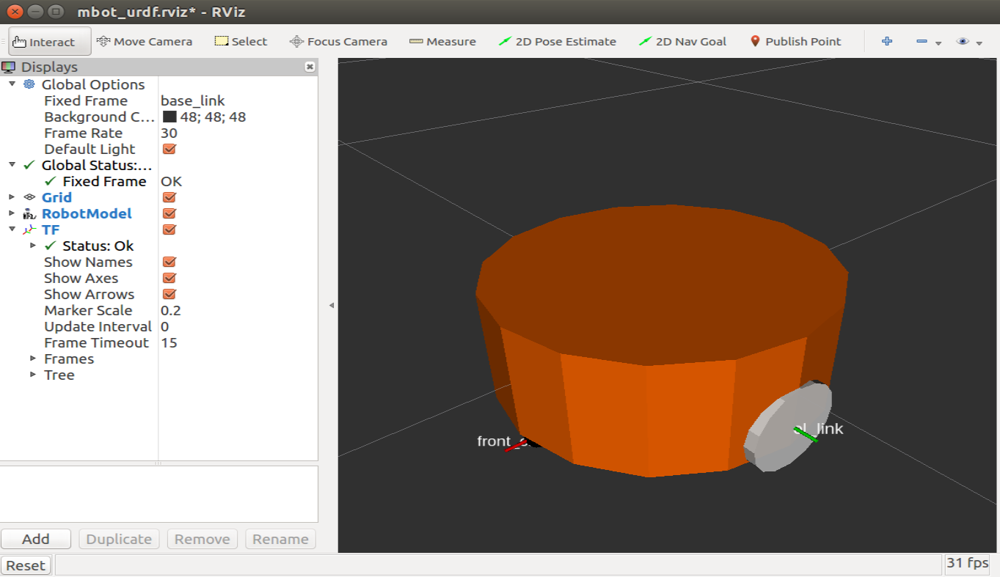 mbot_urdf.rviz* - RViz
Interact Move Camera Select Focus Camera Measure 2D Pose Estimate 2D Nav Goal Publish Point
Displays
Global Options
Fixed Frame base_link
Background C... 48; 48; 48
Frame Rate 30
Default Light
Global Status:...
Fixed Frame OK
Grid
RobotModel
TF
Status: Ok
Show Names
Show Axes
Show Arrows
Marker Scale 0.2
Update Interval 0
Frame Timeout 15
Frames
Tree
el_link
front_c
Add Duplicate Remove Rename
Reset 31 fps